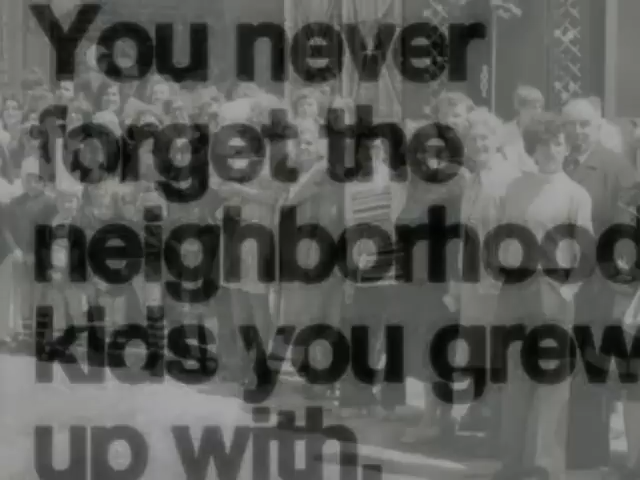 You never
forget the
neighborhood
kids you grew
up with.